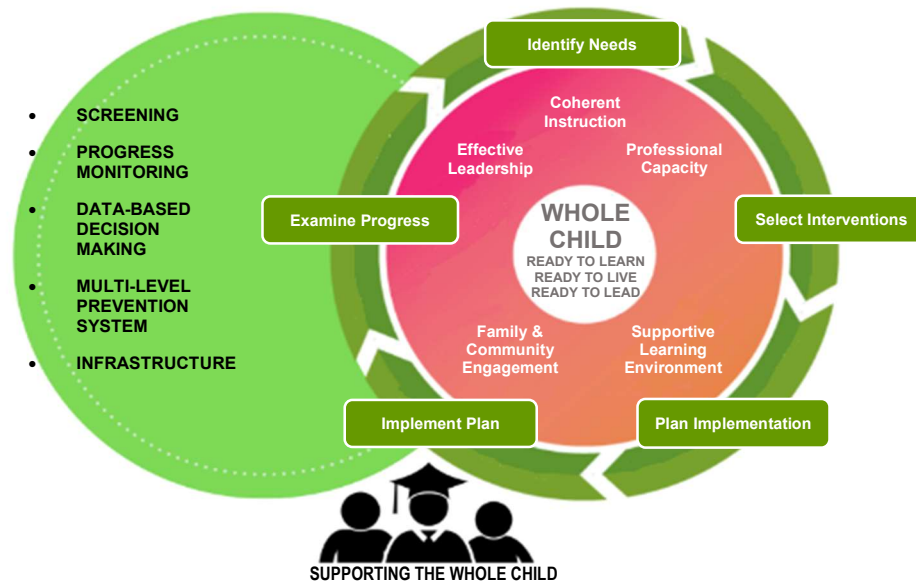 SCREENING
PROGRESS
MONITORING
DATA-BASED
DECISION
MAKING
MULTI-LEVEL
PREVENTION
SYSTEM
INFRASTRUCTURE
Identify Needs
Coherent
Instruction
Effective
Leadership
Professional
Capacity
Examine Progress
WHOLE
CHILD
READY TO LEARN
READY TO LIVE
READY TO LEAD
Select Interventions
Family &
Community
Engagement
Supportive
Learning
Environment
Implement Plan
Plan Implementation
SUPPORTING THE WHOLE CHILD